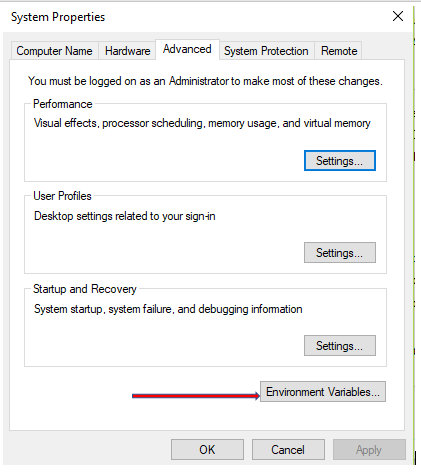 System Properties
Computer Name Hardware Advanced System Protection Remote
You must be logged on as an Administrator to make most of these changes.
Performance
Visual effects, processor scheduling, memory usage, and virtual memory
Settings...
User Profiles
Desktop settings related to your sign-in
Settings...
Startup and Recovery
System startup, system failure, and debugging information
Settings...
Environment Variables...
OK Cancel Apply